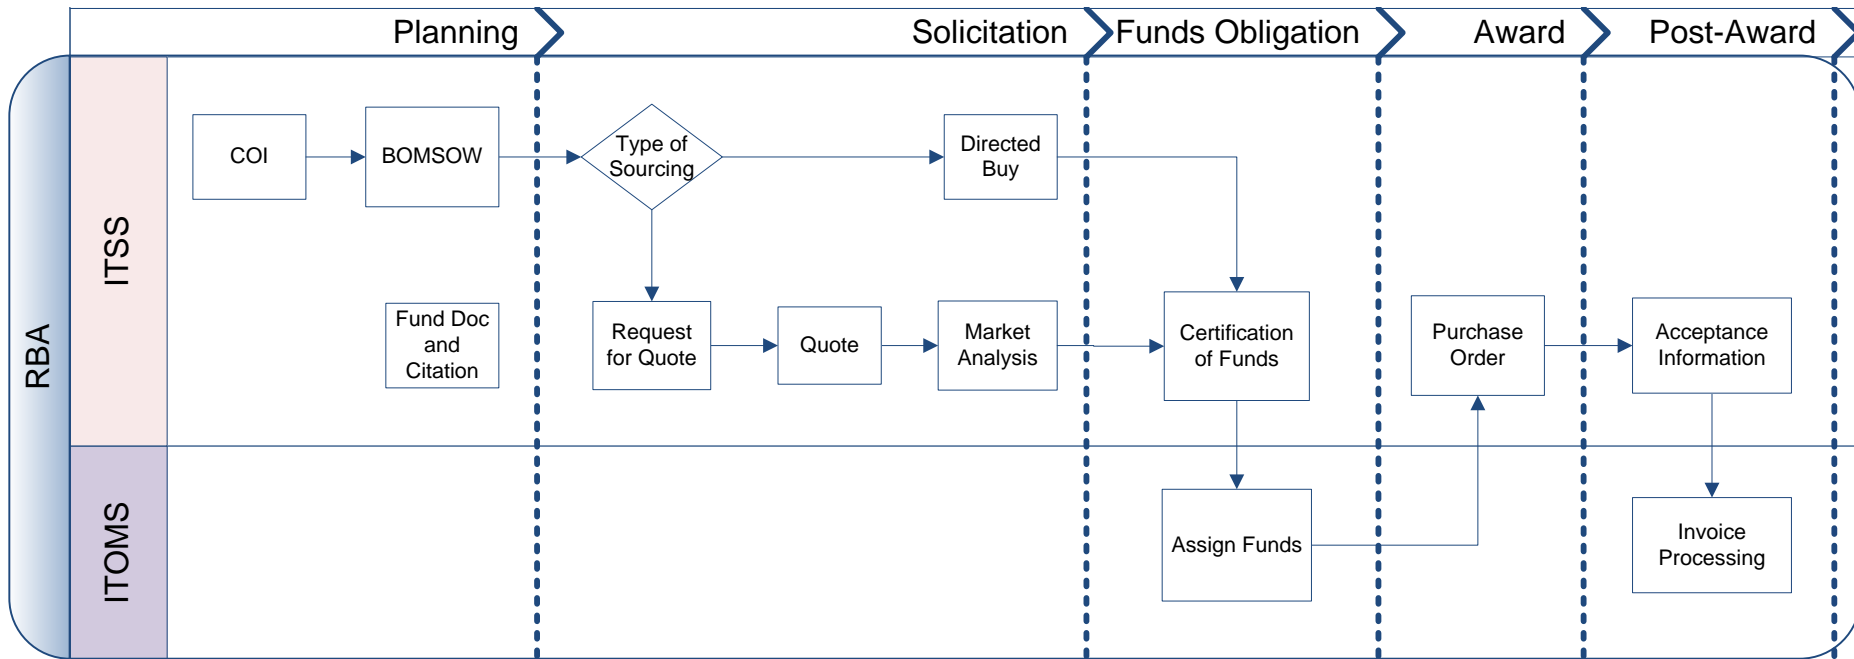 Planning
Solicitation
Funds Obligation
Award
Post-Award
RBA
ITSS
COI
BOMSOW
Type of
Sourcing
Directed
Buy
Fund Doc
and
Citation
Request
for Quote
Quote
Market
Analysis
Certification
of Funds
Purchase
Order
Acceptance
Information
ITOMS
Assign Funds
Invoice
Processing